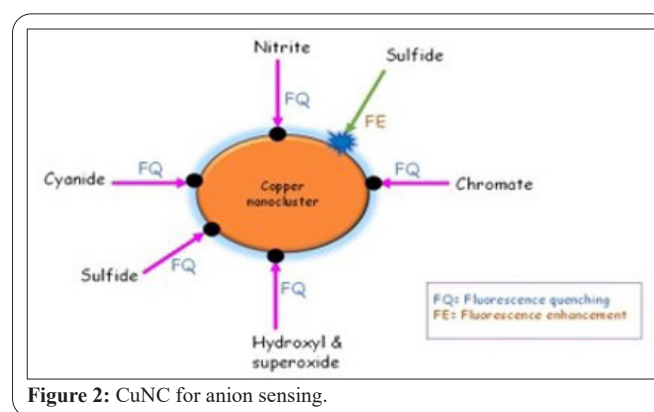 Nitrite
Sulfide
FQ
FE
Cyanide
FQ
Copper
nanocluster
FQ
Chromate
Sulfide
FQ
FQ
Hydroxyl &
superoxide
FQ= Fluorescence quenching
FE= Fluorescence enhancement
Figure 2: CuNC for anion sensing.